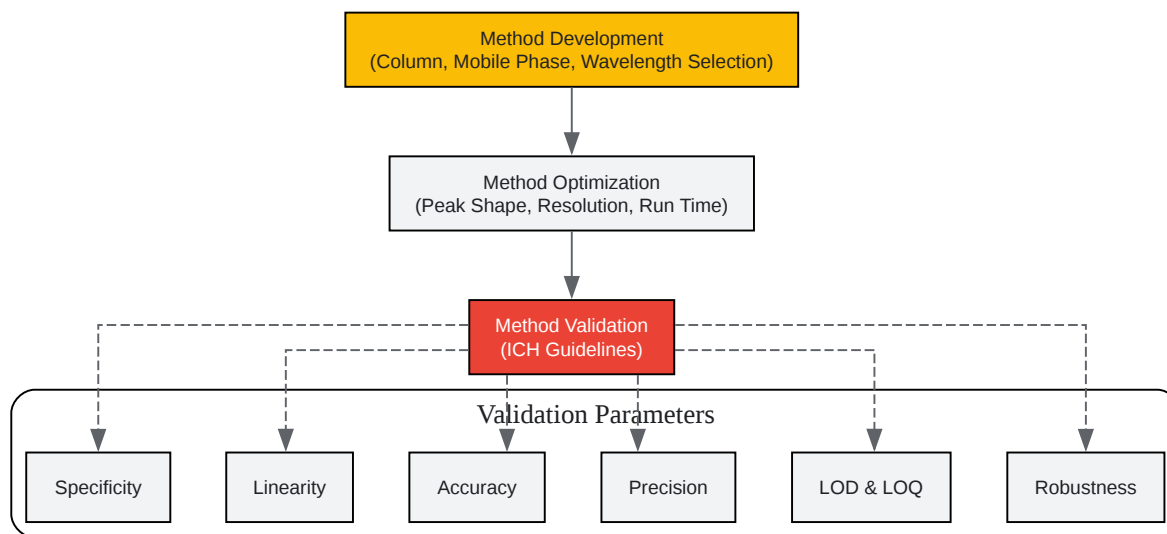 Method Development
(Column, Mobile Phase, Wavelength Selection)
Method Optimization
(Peak Shape, Resolution, Run Time)
Method Validation
(ICH Guidelines)
Validation Parameters
Specificity
Linearity
Accuracy
Precision
LOD & LOQ
Robustness